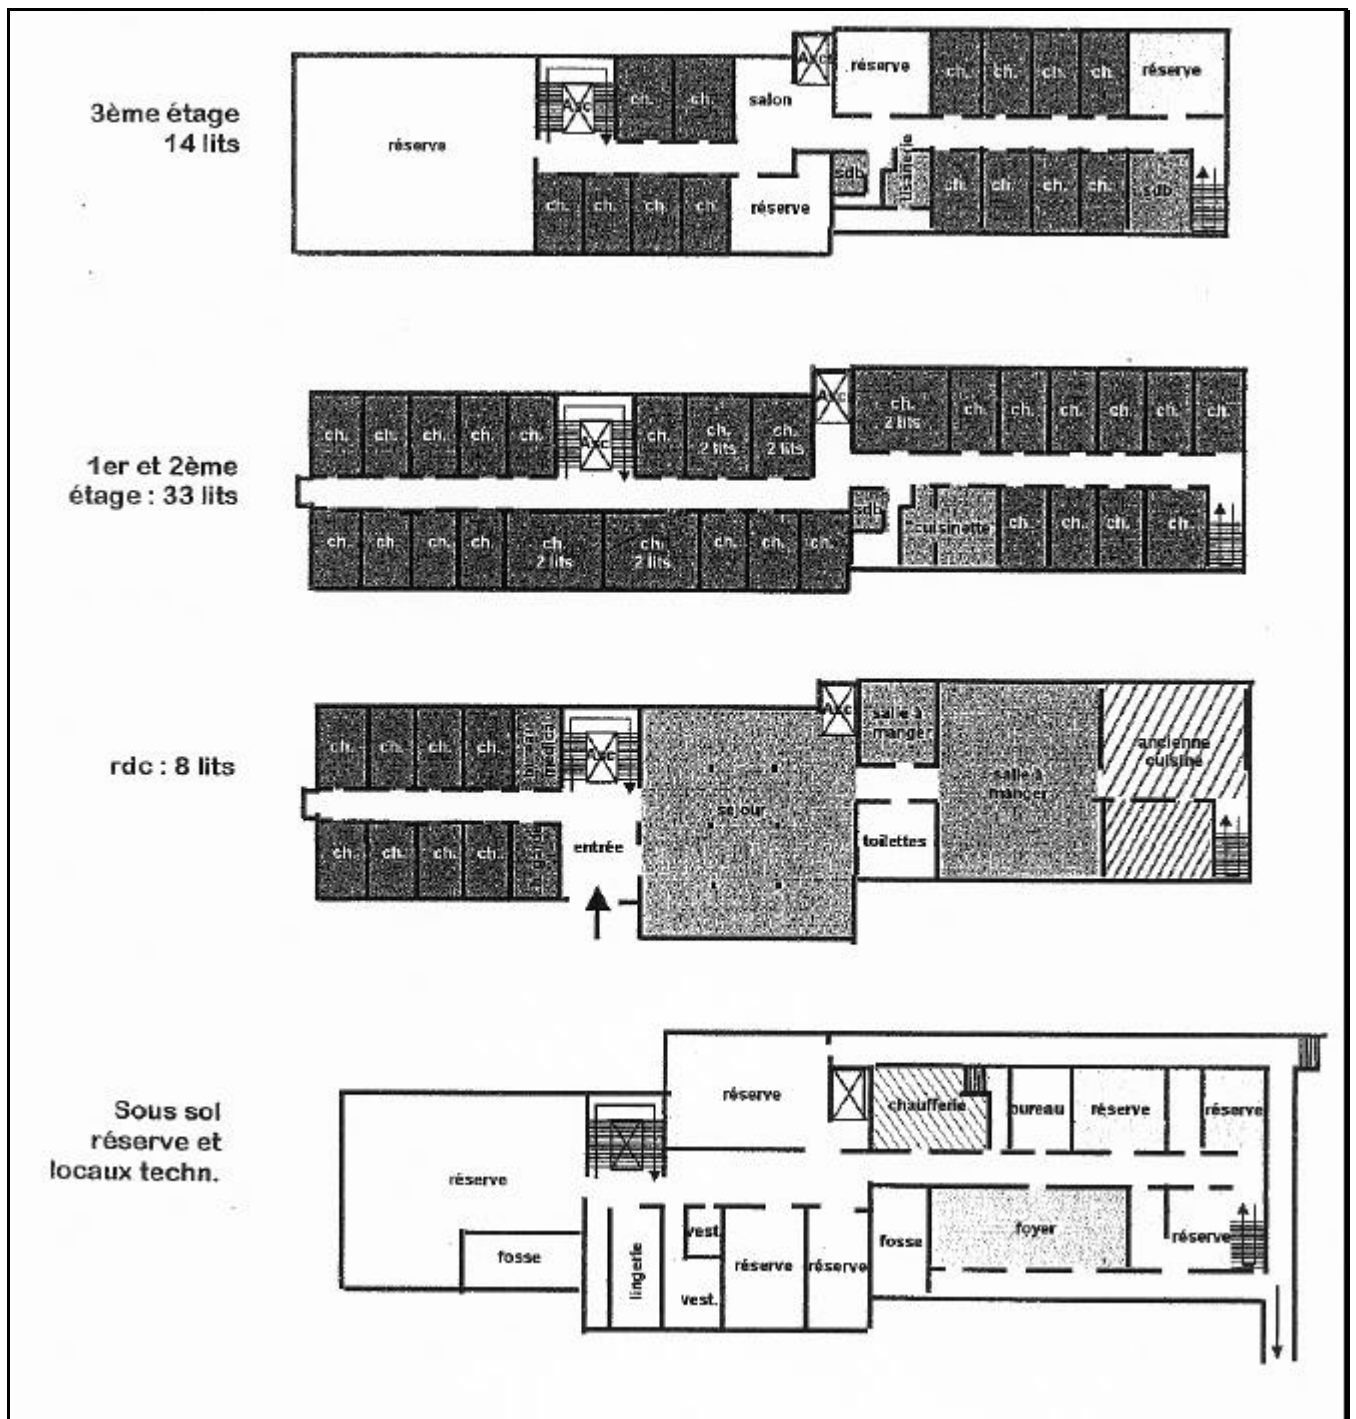 3ème étage
14 lits
réserve
Asc
ch.
ch.
salon
Asc
réserve
ch.
ch.
ch.
ch.
réserve
ch.
ch.
ch.
ch.
réserve
sdb
tisanerie
ch.
ch.
ch.
ch.
sdb
1er et 2ème
étage : 33 lits
ch.
ch.
ch.
ch.
ch.
Asc
ch.
ch.
2 lits
ch.
2 lits
Asc
ch.
2 lits
ch.
ch.
ch.
ch.
ch.
ch.
ch.
ch.
ch.
ch.
ch.
2 lits
ch.
2 lits
ch.
ch.
ch.
sdb
cuisinette
ch.
ch.
ch.
ch.
rdc : 8 lits
ch.
ch.
ch.
ch.
bureau
médical
Asc
séjour
Asc
salle à
manger
salle à
manger
ancienne
cuisine
ch.
ch.
ch.
ch.
entrée
toilettes
Sous sol
réserve et
locaux techn.
réserve
fosse
lingerie
réserve
vest.
vest.
réserve
réserve
chaufferie
bureau
réserve
réserve
fosse
foyer
réserve